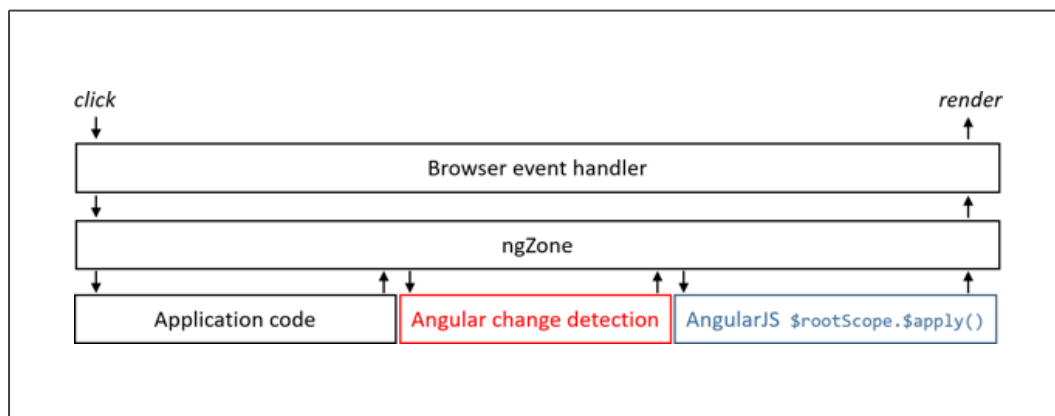 click
render
Browser event handler
ngZone
Application code
Angular change detection
AngularJS $rootScope.$apply()